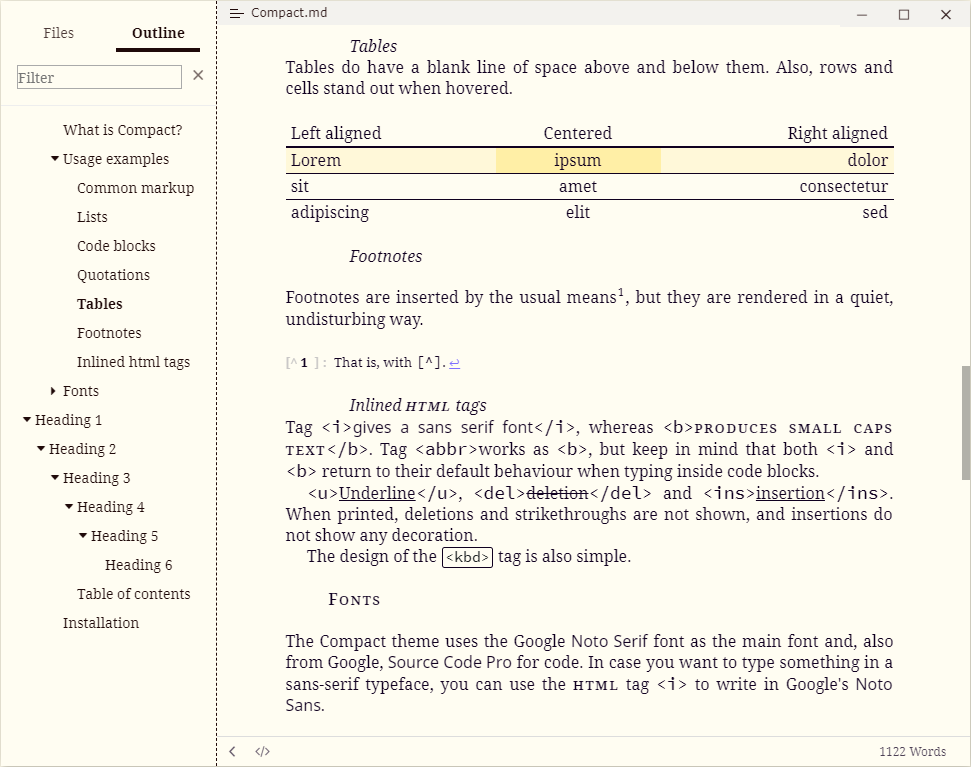 Files Outline
Filter
What is Compact?
Usage examples
Common markup
Lists
Code blocks
Quotations
Tables
Footnotes
Inlined html tags
Fonts
Heading 1
Heading 2
Heading 3
Heading 4
Heading 5
Heading 6
Table of contents
Installation
Compact.md
Tables
Tables do have a blank line of space above and below them. Also, rows and
cells stand out when hovered.
Left aligned Centered Right aligned
Lorem ipsum dolor
sit amet consectetur
adipiscing elit sed
Footnotes
Footnotes are inserted by the usual means1, but they are rendered in a quiet,
undisturbing way.
[^ 1 ]: That is, with [^]. ↩
Inlined HTML tags
Tag <i>gives a sans serif font</i>, whereas <b>PRODUCES SMALL CAPS
TEXT</b>. Tag <abbr>works as <b>, but keep in mind that both <i> and
<b> return to their default behaviour when typing inside code blocks.
<u>Underline</u>, <del>deletion</del> and <ins>insertion</ins>.
When printed, deletions and strikethroughs are not shown, and insertions do
not show any decoration.
The design of the <kbd> tag is also simple.
FONTS
The Compact theme uses the Google Noto Serif font as the main font and, also
from Google, Source Code Pro for code. In case you want to type something in a
sans-serif typeface, you can use the HTML tag <i> to write in Google's Noto
Sans.
</> 1122 Words